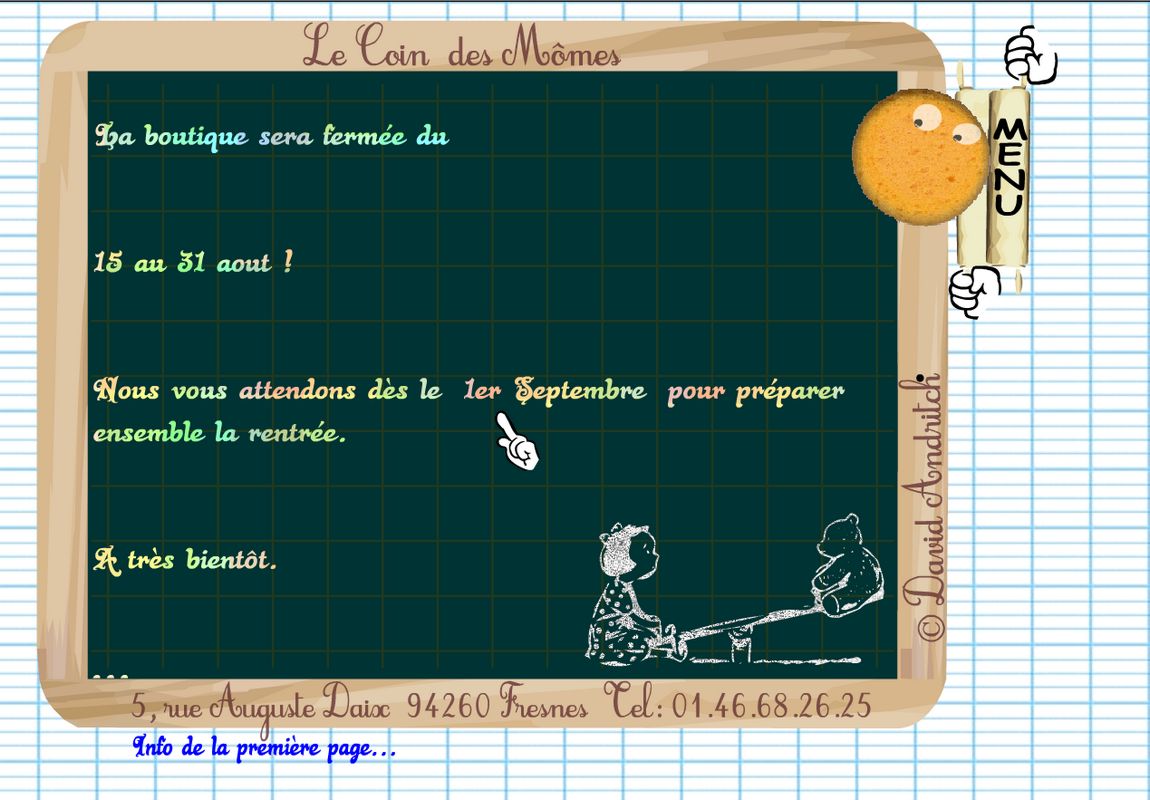 Le Coin des Mômes
La boutique sera fermée du
15 au 31 aout !
Nous vous attendons dès le 1er Septembre pour préparer
ensemble la rentrée.
A très bientôt.
...
5, rue Auguste Daix 94260 Fresnes Tel: 01.46.68.26.25
Info de la première page...
MENU
© David Andritch